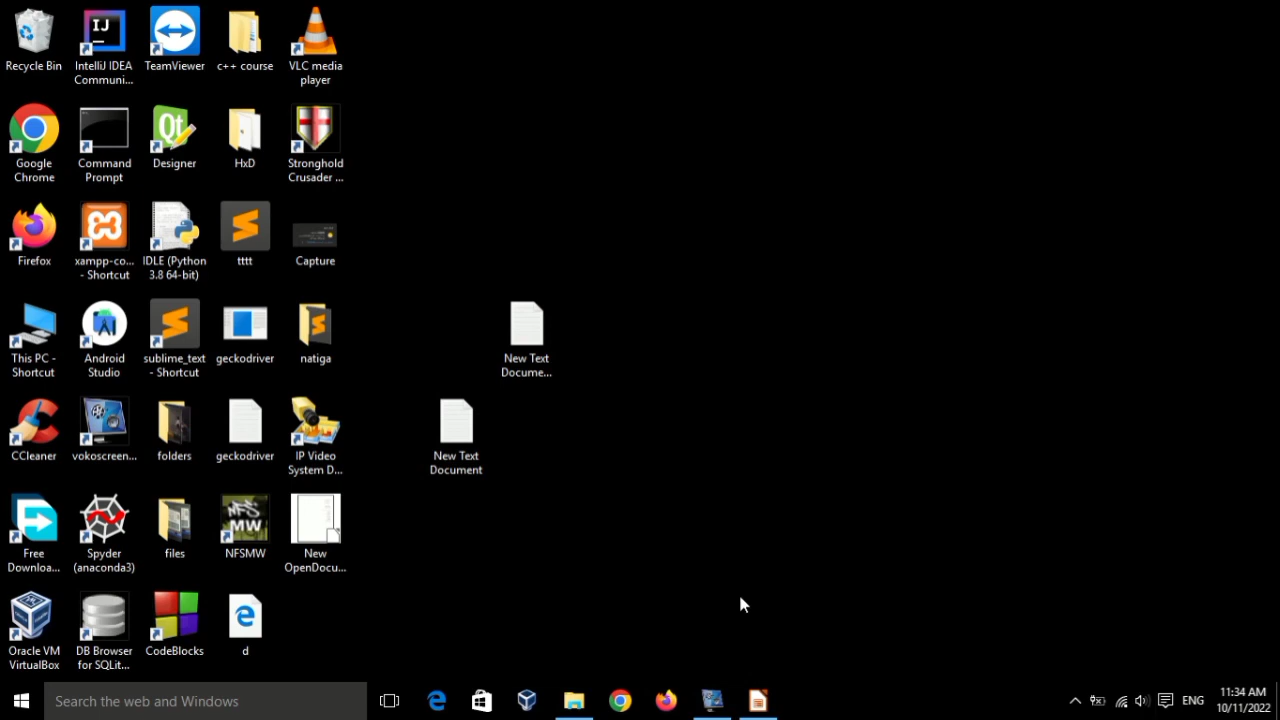 Recycle Bin
IntelliJ IDEA
Communi...
TeamViewer
c++ course
VLC media
player
Google
Chrome
Command
Prompt
Designer
HxD
Stronghold
Crusader ...
Firefox
xampp-co...
- Shortcut
IDLE (Python
3.8 64-bit)
tttt
Capture
This PC -
Shortcut
Android
Studio
sublime_text
- Shortcut
geckodriver
natiga
New Text
Docume...
CCleaner
vokoscreen...
folders
geckodriver
IP Video
System D...
New Text
Document
Free
Downloa...
Spyder
(anaconda3)
files
NFSMW
New
OpenDocu...
Oracle VM
VirtualBox
DB Browser
for SQLit...
CodeBlocks
d
Search the web and Windows
ENG
11:34 AM
10/11/2022